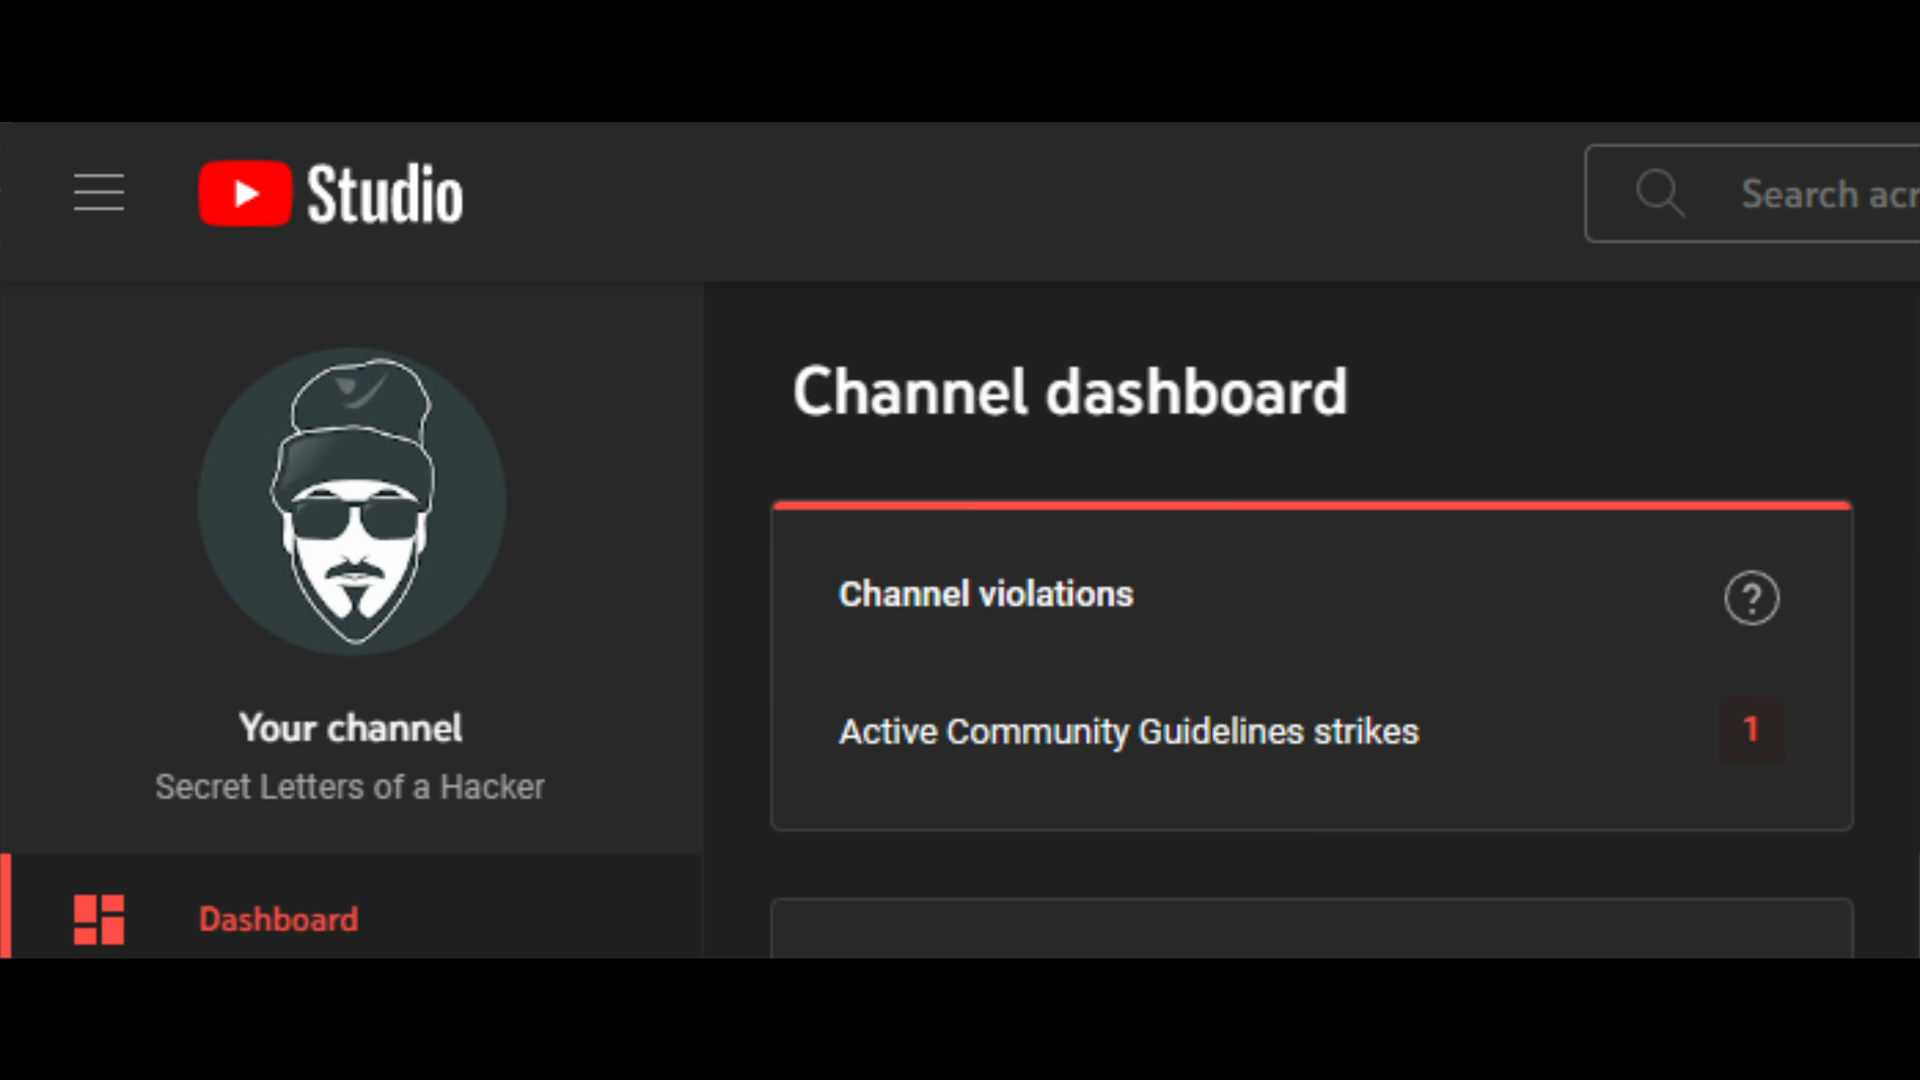 Studio
Search acr
Your channel
Secret Letters of a Hacker
Dashboard
Channel dashboard
Channel violations
?
Active Community Guidelines strikes
1